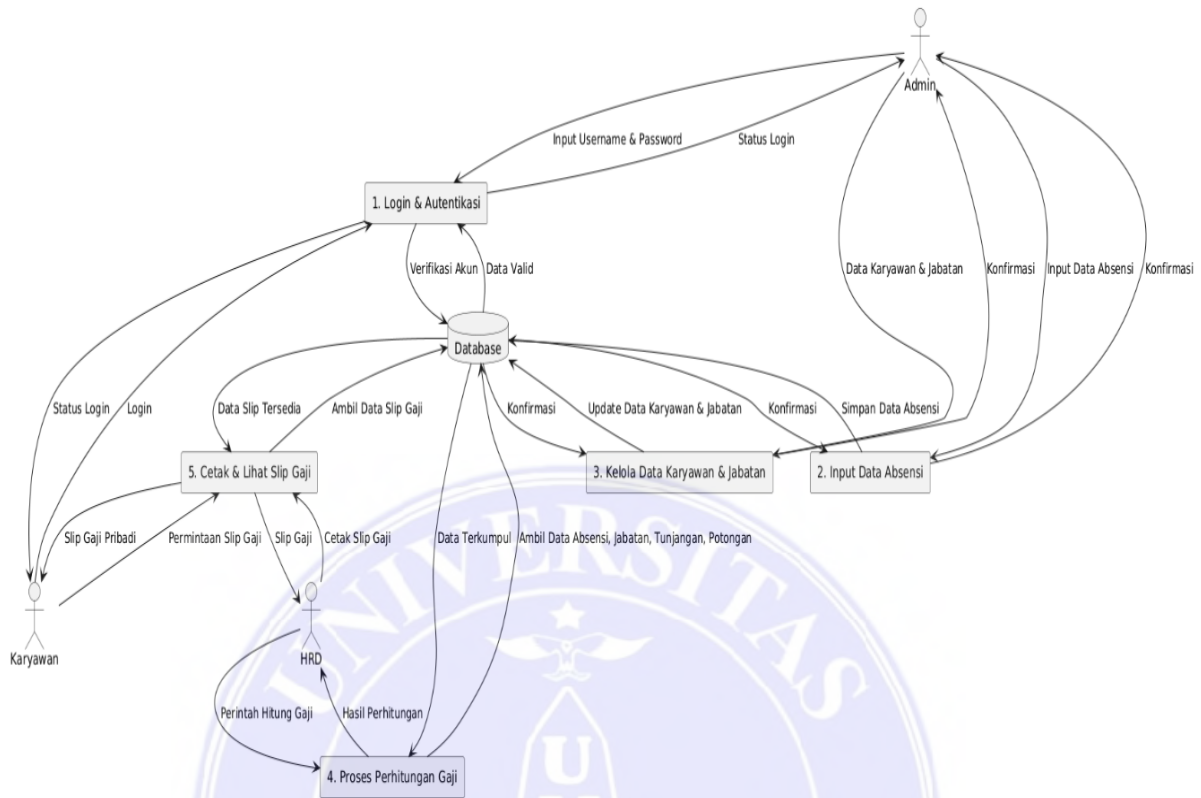 Admin
Input Username & Password
Status Login
1. Login & Autentikasi
Verifikasi Akun
Data Valid
Data Karyawan & Jabatan
Konfirmasi
Input Data Absensi
Konfirmasi
Database
Status Login
Login
Data Slip Tersedia
Ambil Data Slip Gaji
Konfirmasi
Update Data Karyawan & Jabatan
Konfirmasi
Simpan Data Absensi
5. Cetak & Lihat Slip Gaji
3. Kelola Data Karyawan & Jabatan
2. Input Data Absensi
Slip Gaji Pribadi
Permintaan Slip Gaji
Slip Gaji
Cetak Slip Gaji
Data Terkumpul
Ambil Data Absensi, Jabatan, Tunjangan, Potongan
UNIVERSITAS
Karyawan
HRD
Perintah Hitung Gaji
Hasil Perhitungan
U
4. Proses Perhitungan Gaji